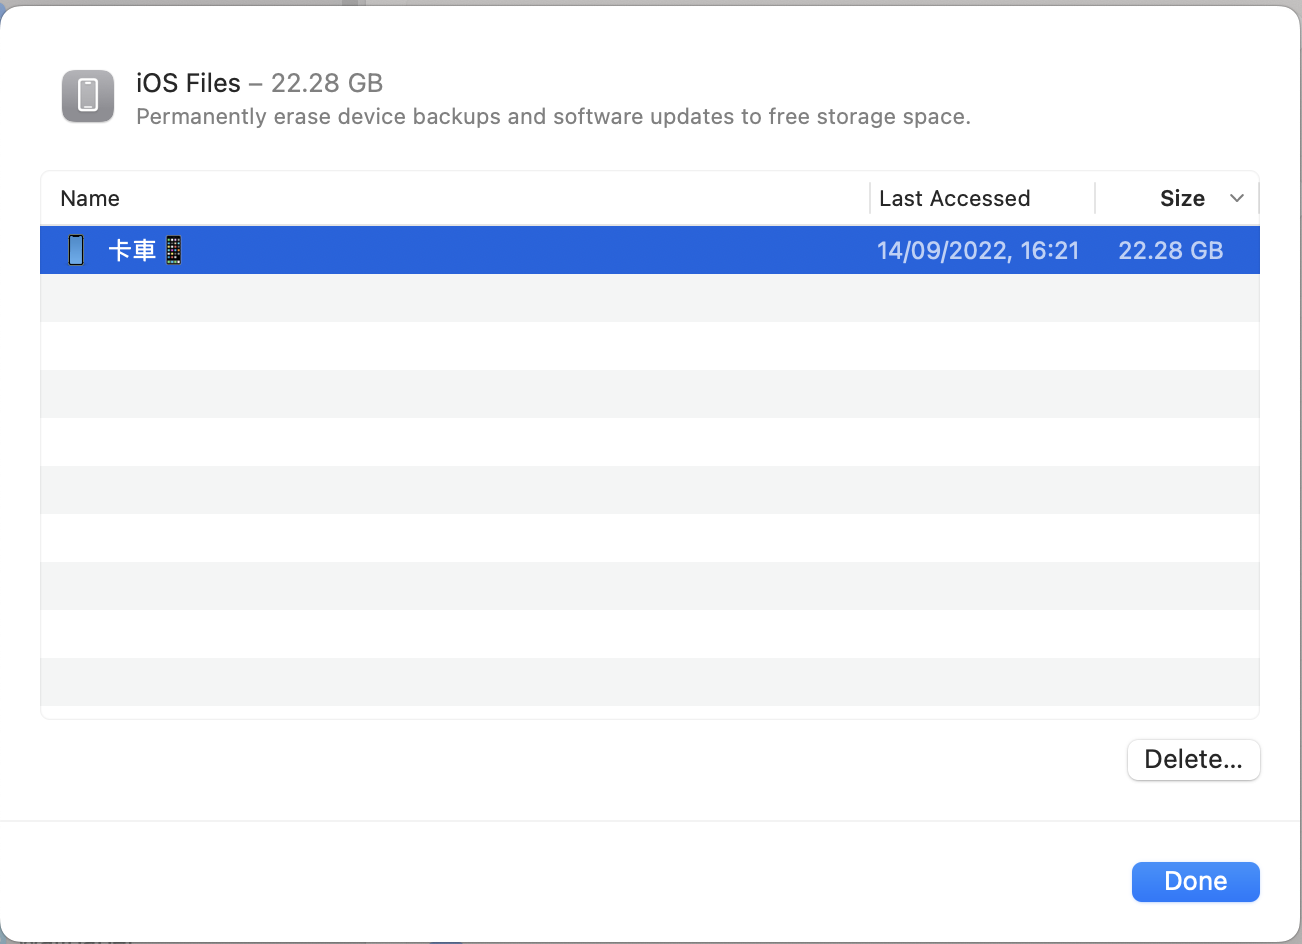 iOS Files – 22.28 GB
Permanently erase device backups and software updates to free storage space.
Name Last Accessed Size
卡車📱 14/09/2022, 16:21 22.28 GB
Delete...
Done